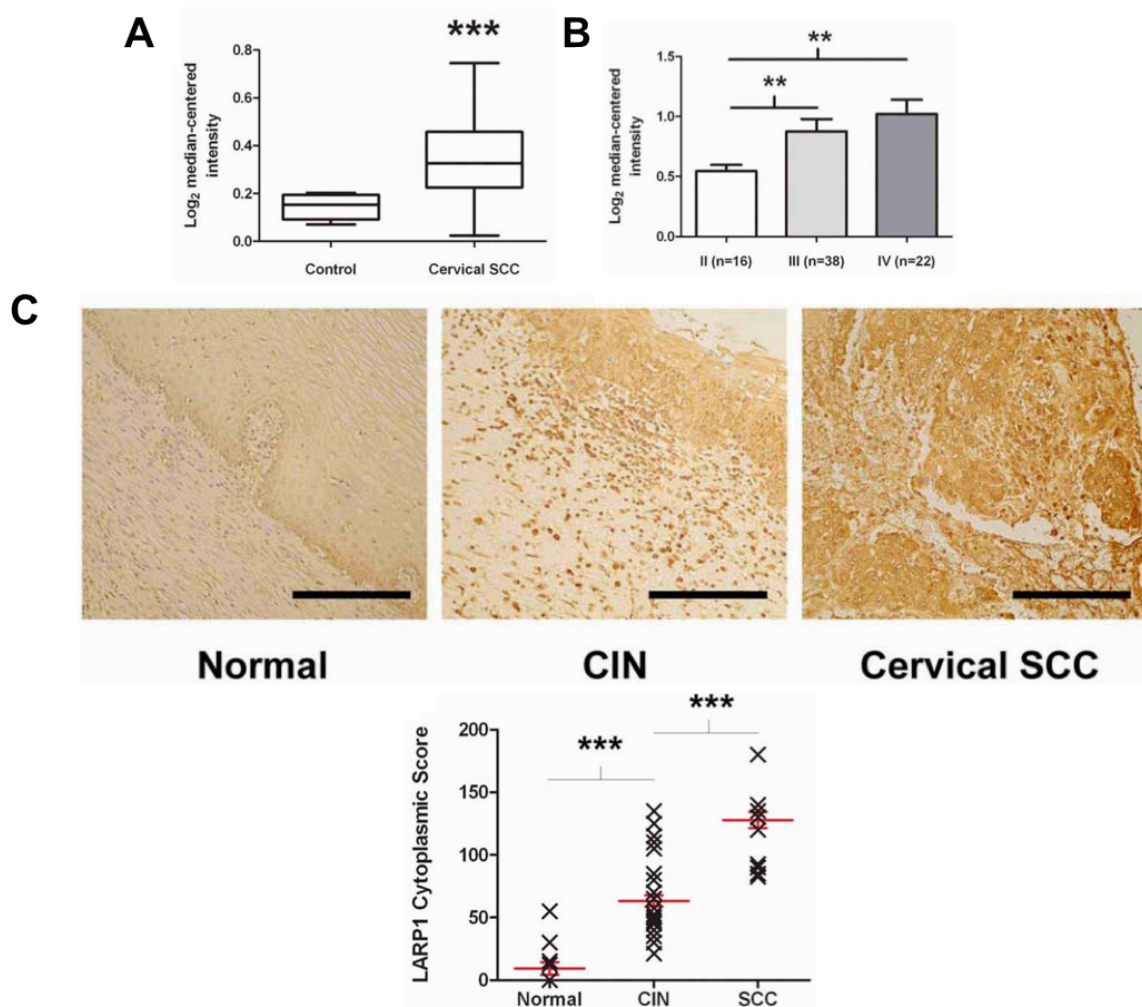 A
***
Log2 median-centered
intensity
0.8
0.6
0.4
0.2
0.0
Control
Cervical SCC
B
**
**
Log2 median-centered
intensity
1.5
1.0
0.5
0.0
II (n=16)
III (n=38)
IV (n=22)
C
Normal
CIN
Cervical SCC
***
***
LARP1 Cytoplasmic Score
200
150
100
50
0
Normal
CIN
SCC